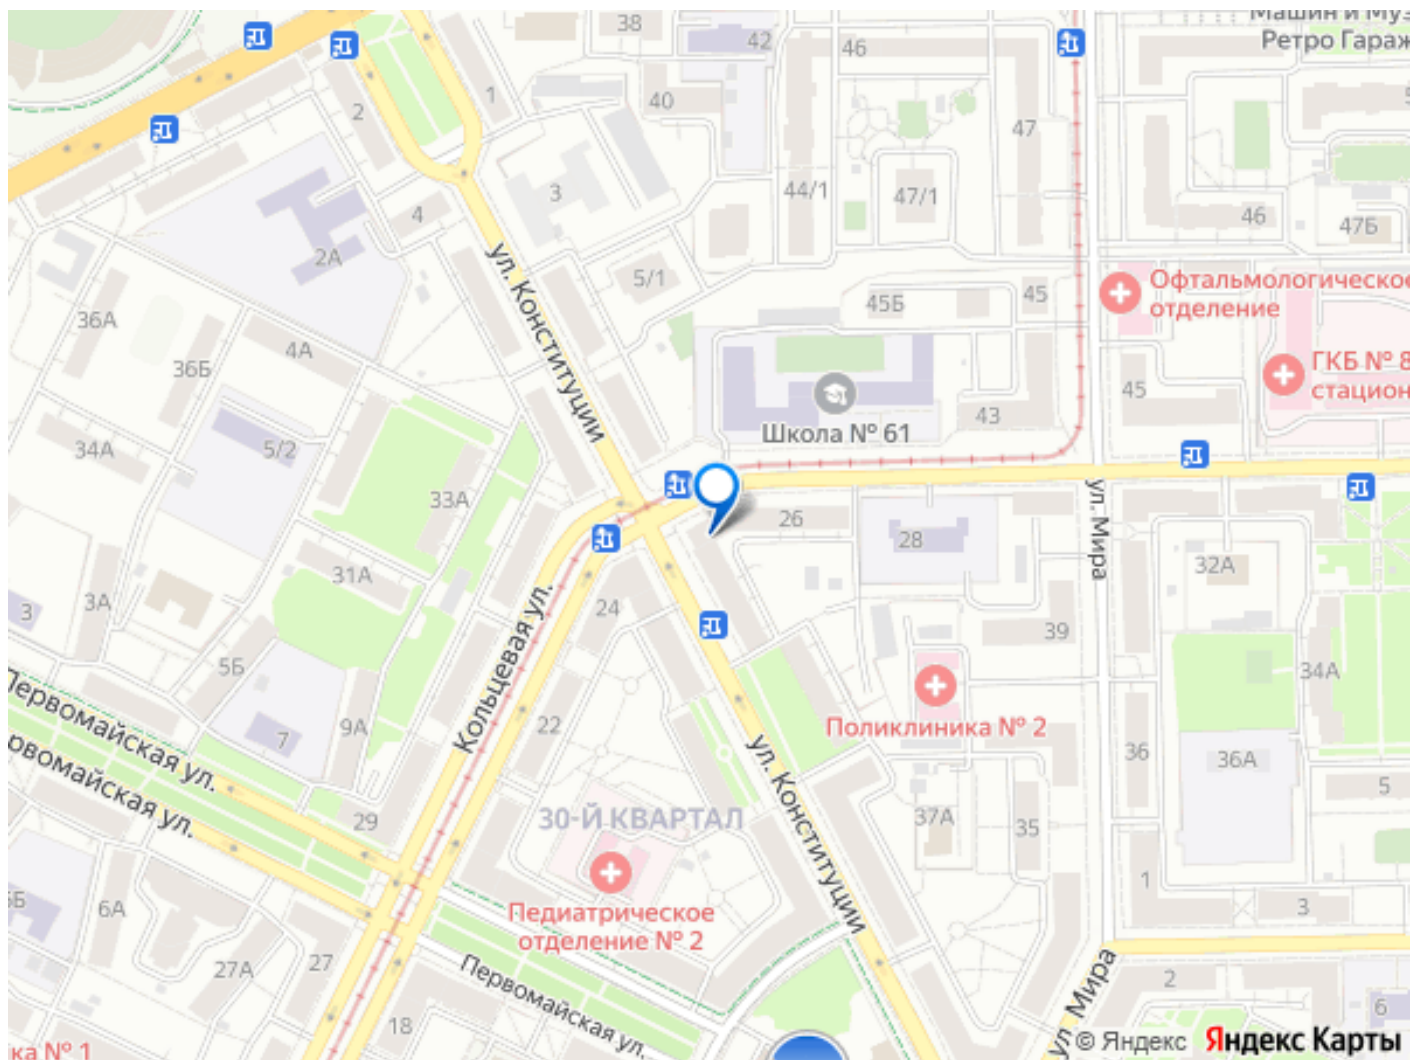 Машин и Муз
Ретро Гараж
38
42
46
2
1
40
47
3
44/1
47/1
4
46
47Б
2А
ул. Конституции
5/1
45Б
45
Офтальмологическое
отделение
36А
4А
36Б
ГКБ № 8
стацион
45
43
Школа № 61
34А
5/2
33А
ул. Мира
26
28
31А
32А
3
3А
24
39
Кольцевая ул.
5Б
34А
Первомайская ул.
7
9А
22
Поликлиника № 2
36
36А
ул. Конституции
5
рвомайская ул.
30-Й КВАРТАЛ
29
37А
35
1
5Б
6А
Педиатрическое
отделение № 2
3
27
27А
Первомайская ул.
ул. Мира
2
6
18
ка № 1
© Яндекс Яндекс Карты